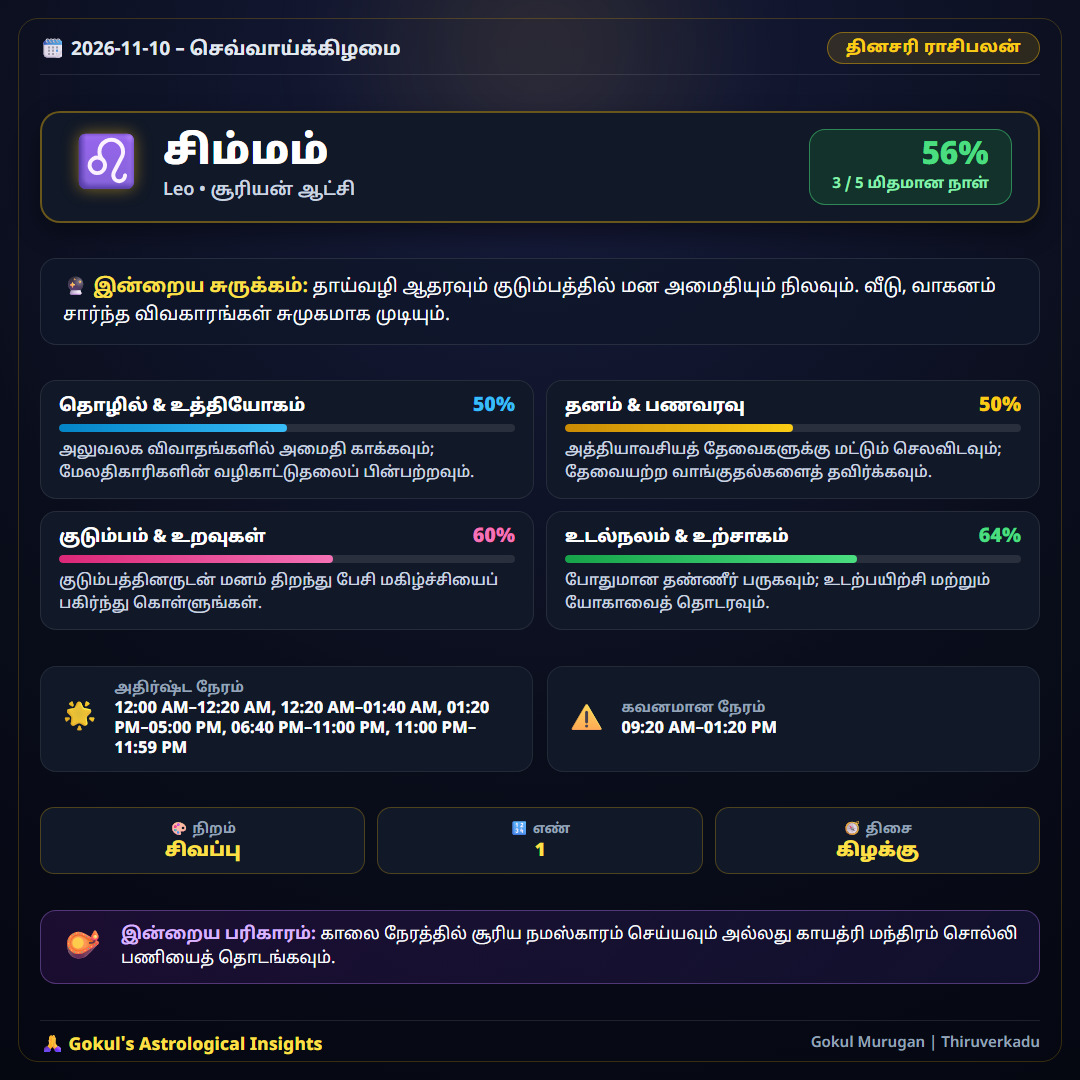 2026-11-10 – செவ்வாய்க்கிழமை
தினசரி ராசிபலன்
சிம்மம்
Leo • சூரியன் ஆட்சி
56%
3 / 5 மிதமான நாள்
இன்றைய சுருக்கம்: தாய்வழி ஆதரவும் குடும்பத்தில் மன அமைதியும் நிலவும். வீடு, வாகனம்
சார்ந்த விவகாரங்கள் சுமுகமாக முடியும்.
தொழில் & உத்தியோகம் 50%
அலுவலக விவாதங்களில் அமைதி காக்கவும்;
மேலதிகாரிகளின் வழிகாட்டுதலைப் பின்பற்றவும்.
தனம் & பணவரவு 50%
அத்தியாவசியத் தேவைகளுக்கு மட்டும் செலவிடவும்;
தேவையற்ற வாங்குதல்களைத் தவிர்க்கவும்.
குடும்பம் & உறவுகள் 60%
குடும்பத்தினருடன் மனம் திறந்து பேசி மகிழ்ச்சியைப்
பகிர்ந்து கொள்ளுங்கள்.
உடல்நலம் & உற்சாகம் 64%
போதுமான தண்ணீர் பருகவும்; உடற்பயிற்சி மற்றும்
யோகாவைத் தொடரவும்.
அதிர்ஷ்ட நேரம்
12:00 AM–12:20 AM, 12:20 AM–01:40 AM, 01:20
PM–05:00 PM, 06:40 PM–11:00 PM, 11:00 PM–
11:59 PM
கவனமான நேரம்
09:20 AM–01:20 PM
நிறம்
சிவப்பு
எண்
1
திசை
கிழக்கு
இன்றைய பரிகாரம்: காலை நேரத்தில் சூரிய நமஸ்காரம் செய்யவும் அல்லது காயத்ரி மந்திரம் சொல்லி
பணியைத் தொடங்கவும்.
Gokul's Astrological Insights
Gokul Murugan | Thiruverkadu